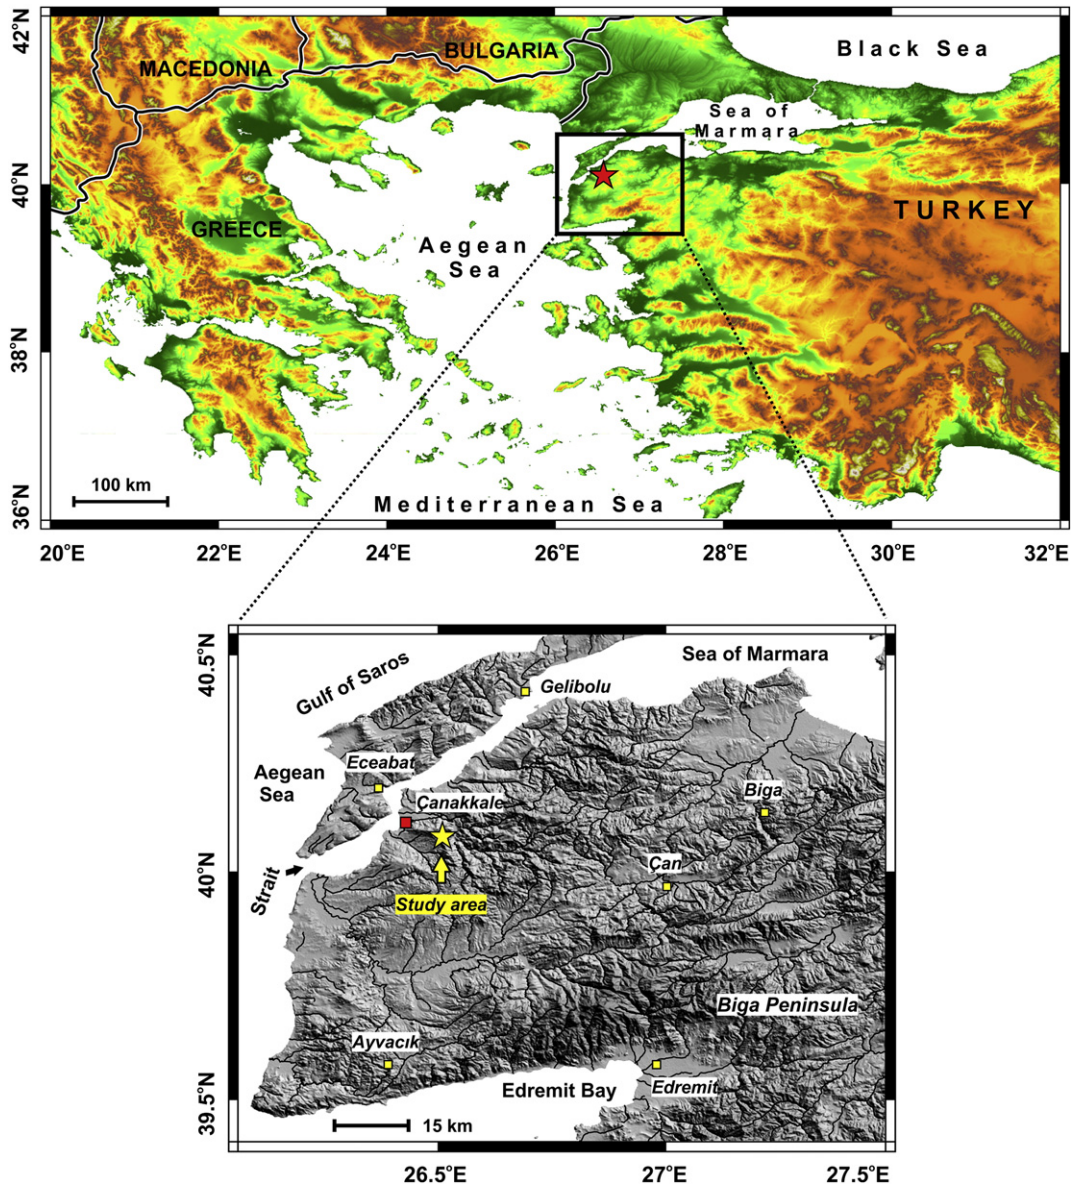 42°N
BULGARIA
Black Sea
MACEDONIA
Sea of
Marmara
40°N
TURKEY
GREECE
Aegean
Sea
38°N
100 km
Mediterranean Sea
36°N
20°E
22°E
24°E
26°E
28°E
30°E
32°E
40.5°N
Gulf of Saros
Sea of Marmara
Gelibolu
Eceabat
Aegean
Sea
Çanakkale
Biga
Çan
40°N
Strait
Study area
Biga Peninsula
Ayvacık
Edremit Bay
Edremit
39.5°N
15 km
26.5°E
27°E
27.5°E